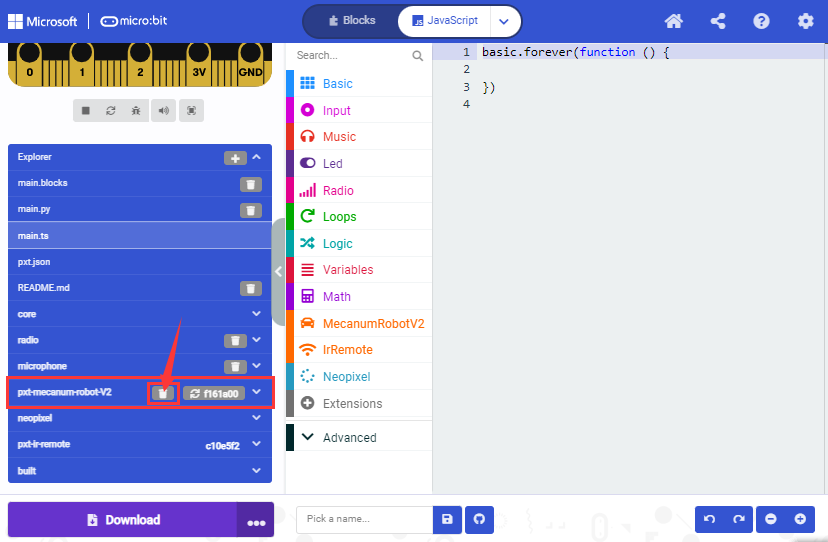 Microsoft
micro:bit
Blocks
JavaScript
0
1
2
3V
GND
Explorer
main.blocks
main.py
main.ts
pxt.json
README.md
core
radio
microphone
pxt-mecanum-robot-V2
f161a00
neopixel
pxt-ir-remote
c10e5f2
built
Search...
Basic
Input
Music
Led
Radio
Loops
Logic
Variables
Math
MecanumRobotV2
IrRemote
Neopixel
Extensions
Advanced
1 basic.forever(function () {
2
3 })
4
Download
Pick a name...